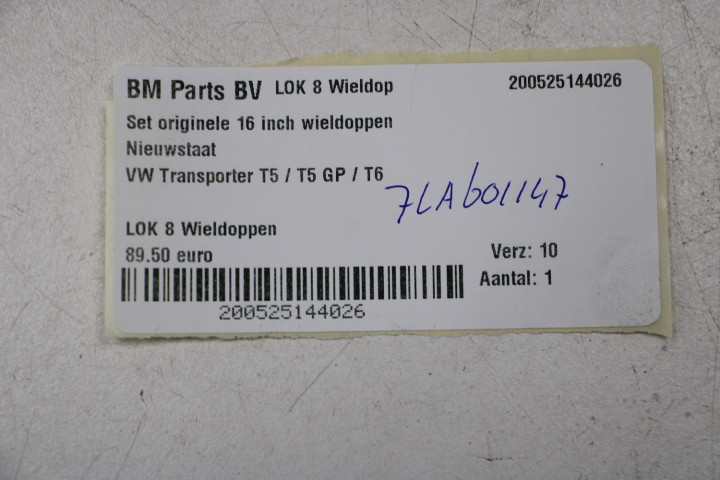 BM Parts BV LOK 8 Wieldop 200525144026
Set originele 16 inch wieldoppen
Nieuwstaat
VW Transporter T5 / T5 GP / T6
7LA601147
LOK 8 Wieldoppen
89.50 euro
Verz: 10
Aantal: 1
200525144026